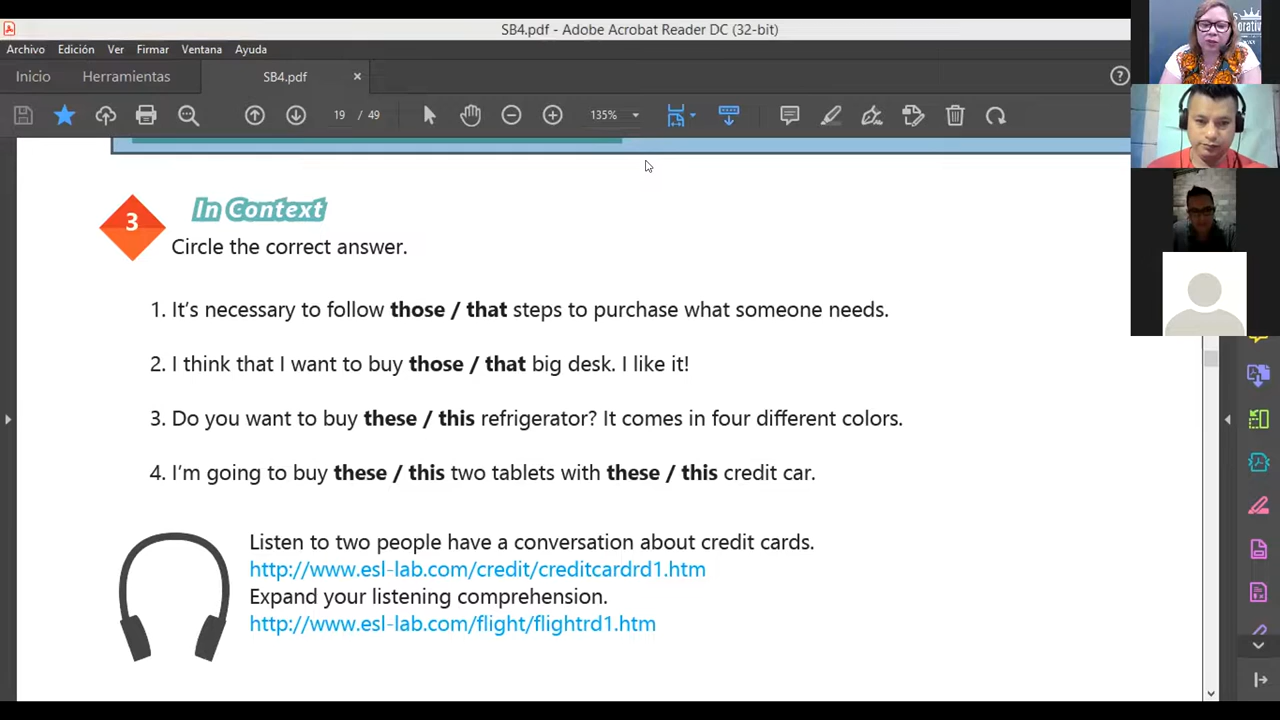 SB4.pdf - Adobe Acrobat Reader DC (32-bit)
Archivo Edición Ver Firmar Ventana Ayuda
Inicio Herramientas SB4.pdf ×
19 / 49 135%
3 In Context
Circle the correct answer.
1. It's necessary to follow those / that steps to purchase what someone needs.
2. I think that I want to buy those / that big desk. I like it!
3. Do you want to buy these / this refrigerator? It comes in four different colors.
4. I'm going to buy these / this two tablets with these / this credit car.
Listen to two people have a conversation about credit cards.
http://www.esl-lab.com/credit/creditcardrd1.htm
Expand your listening comprehension.
http://www.esl-lab.com/flight/flightrd1.htm